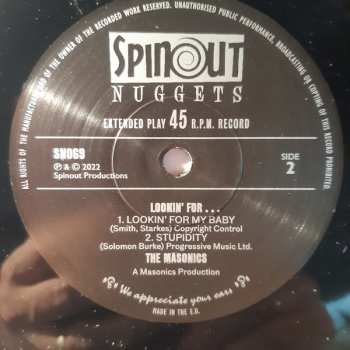 ALL RIGHTS OF THE MANUFACTURER AND OF THE OWNER OF THE RECORDED WORK RESERVED. UNAUTHORISED PUBLIC PERFORMANCE, BROADCASTING OR COPYING OF THIS RECORD PROHIBITED.
SPINOUT
NUGGETS
EXTENDED PLAY 45 R.P.M. RECORD
SN069
℗ & © 2022
Spinout Productions
SIDE
2
LOOKIN' FOR . . .
1. LOOKIN' FOR MY BABY
(Smith, Starkes) Copyright Control
2. STUPIDITY
(Solomon Burke) Progressive Music Ltd.
THE MASONICS
A Masonics Production
We appreciate your ears
MADE IN THE E.U.